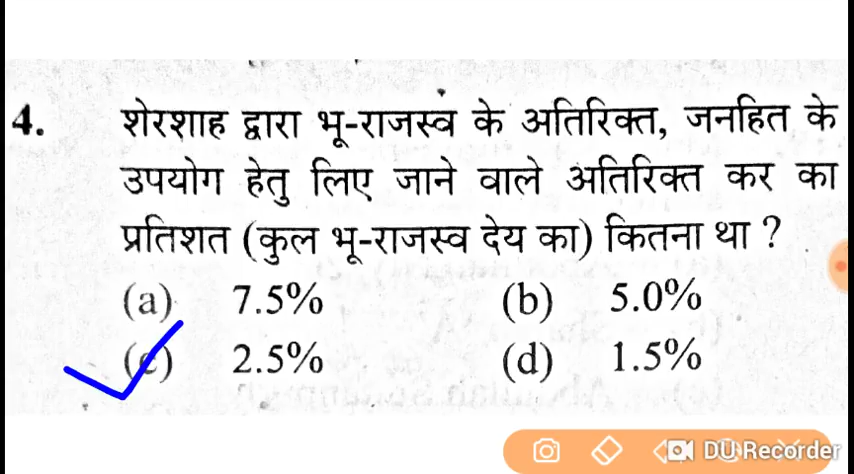 4. शेरशाह द्वारा भू-राजस्व के अतिरिक्त, जनहित के
उपयोग हेतु लिए जाने वाले अतिरिक्त कर का
प्रतिशत (कुल भू-राजस्व देय का) कितना था ?
(a) 7.5% (b) 5.0%
(c) 2.5% (d) 1.5%
DU Recorder